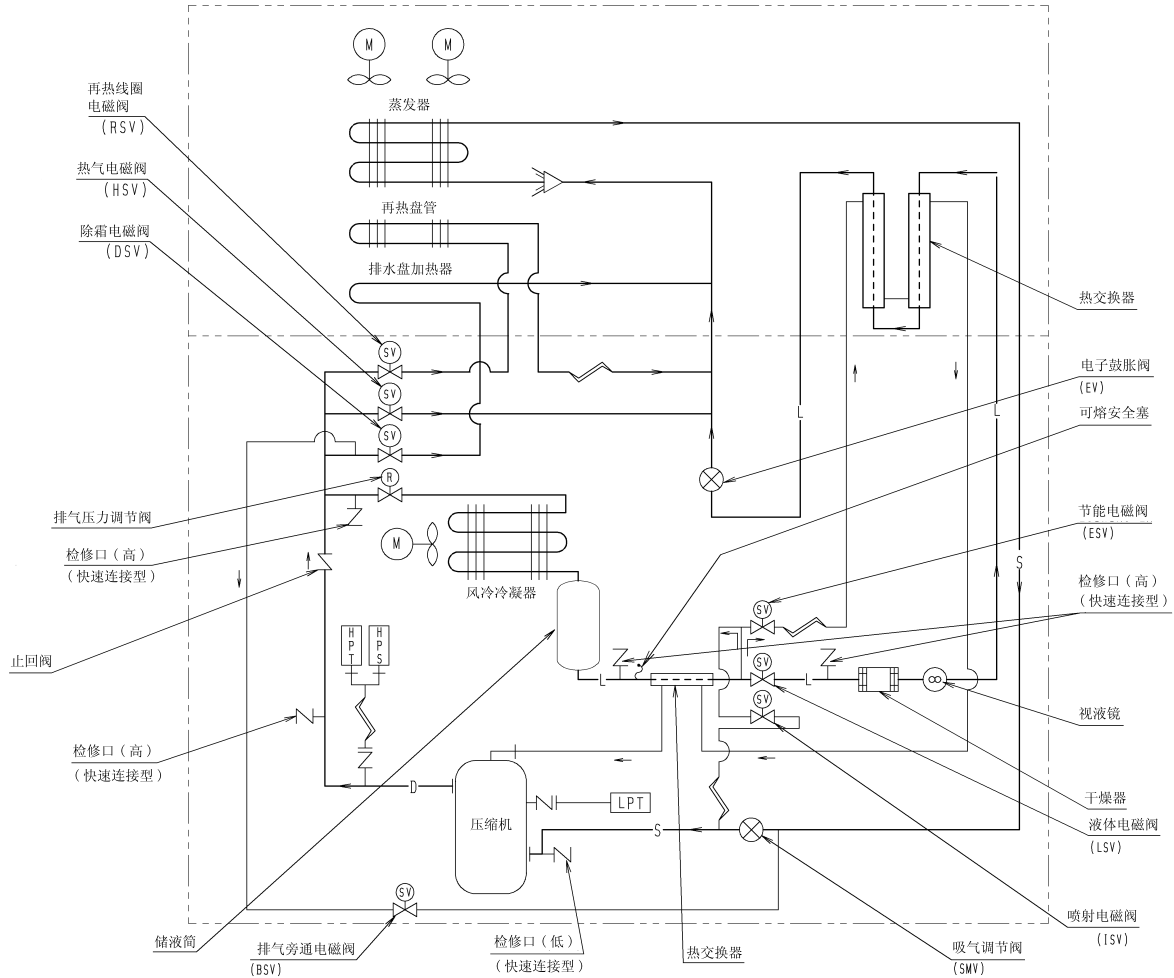 M
M
再热线圈
电磁阀
(RSV)
蒸发器
热气电磁阀
(HSV)
再热盘管
除霜电磁阀
(DSV)
排水盘加热器
热交换器
SV
电子鼓胀阀
(EV)
SV
L
L
可熔安全塞
SV
R
排气压力调节阀
节能电磁阀
(ESV)
M
检修口(高)
(快速连接型)
S
风冷冷凝器
检修口(高)
(快速连接型)
SV
HPT
HPS
止回阀
SV
L
L
SV
视液镜
检修口(高)
(快速连接型)
D
LPT
干燥器
压缩机
S
液体电磁阀
(LSV)
SV
喷射电磁阀
(ISV)
储液筒
排气旁通电磁阀
(BSV)
检修口(低)
(快速连接型)
热交换器
吸气调节阀
(SMV)